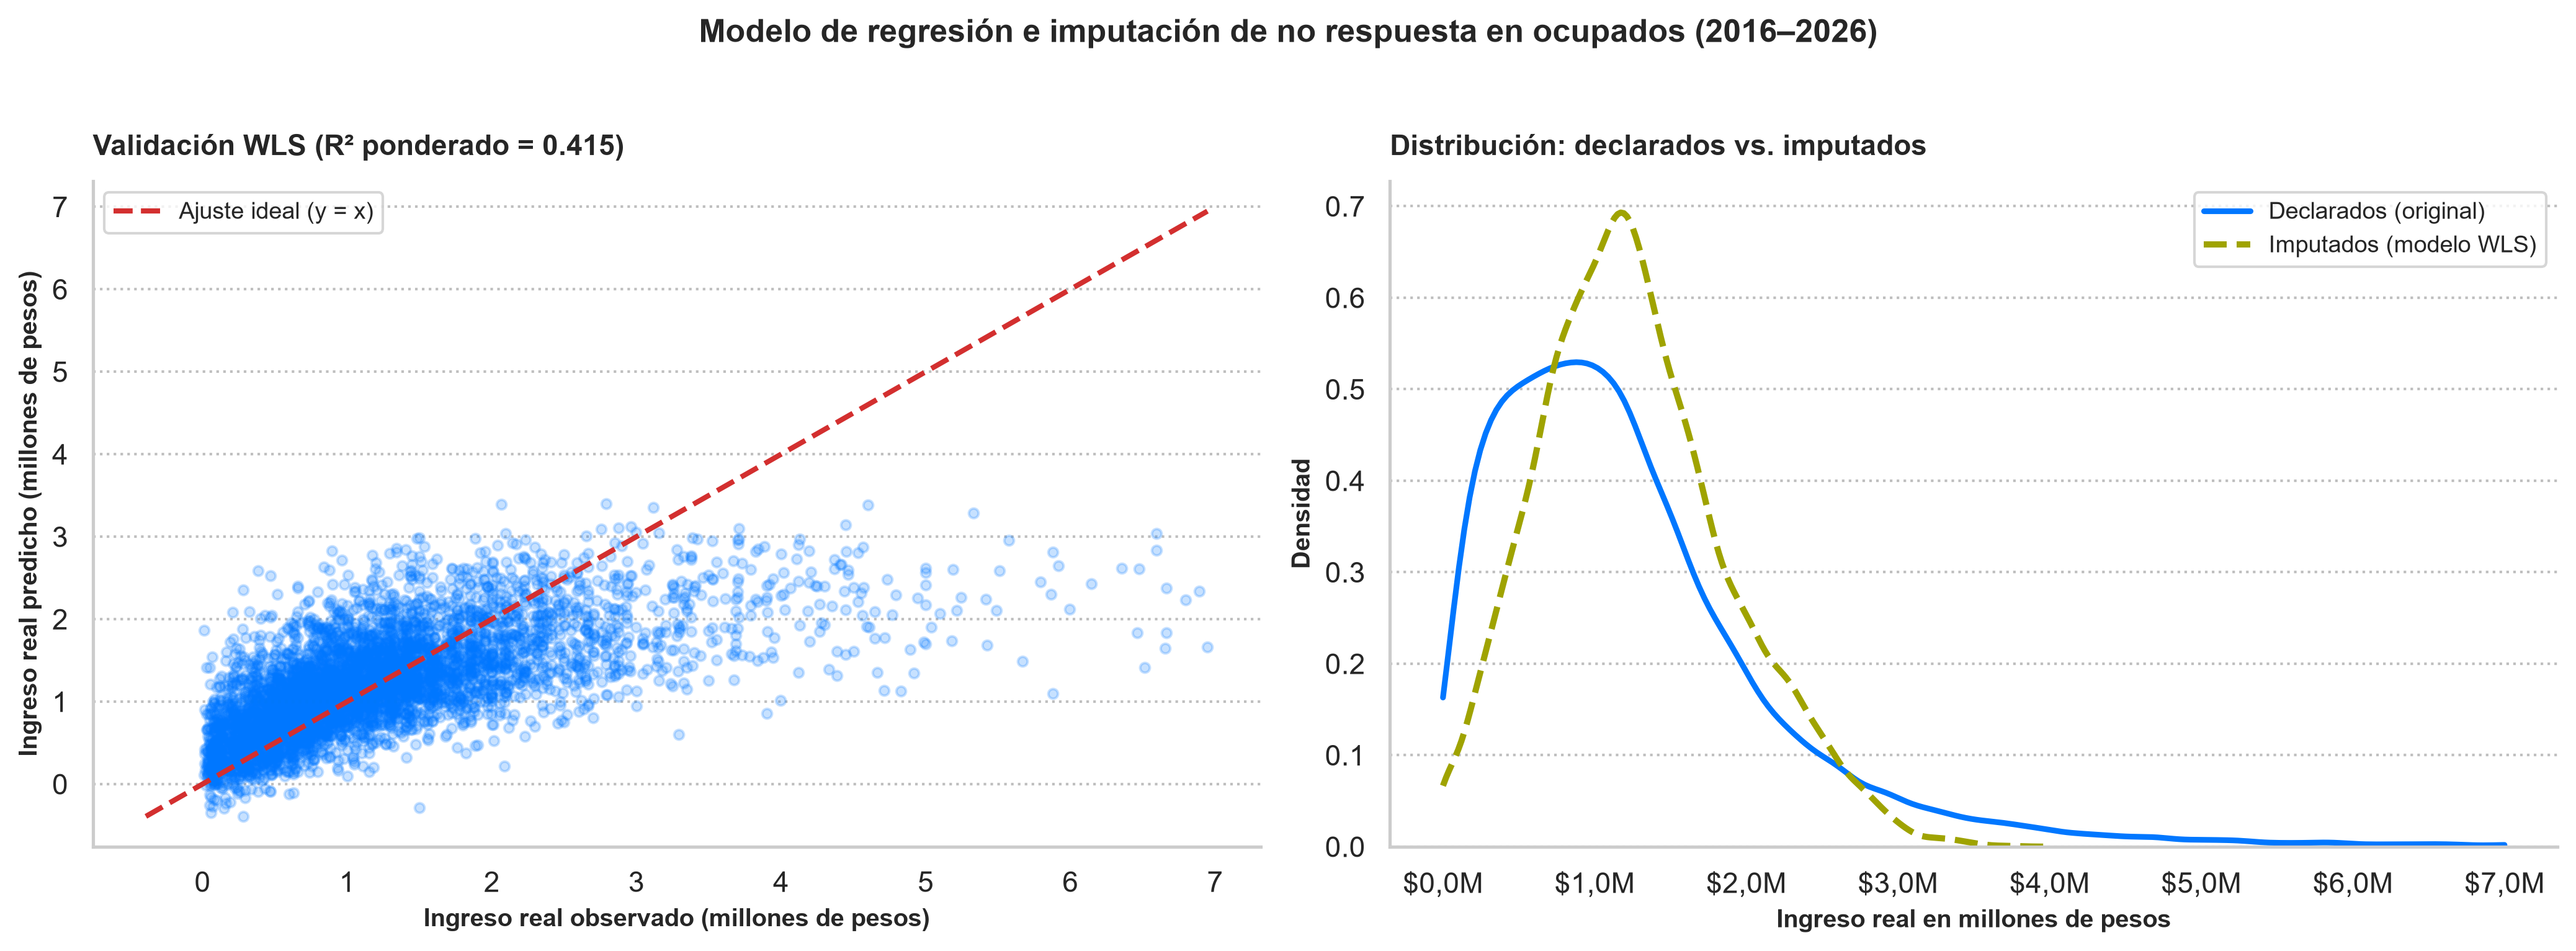 Modelo de regresión e imputación de no respuesta en ocupados (2016–2026)
Validación WLS (R² ponderado = 0.415)
Ajuste ideal (y = x)
Ingreso real predicho (millones de pesos)
7
6
5
4
3
2
1
0
0 1 2 3 4 5 6 7
Ingreso real observado (millones de pesos)
Distribución: declarados vs. imputados
Declarados (original)
Imputados (modelo WLS)
Densidad
0.7
0.6
0.5
0.4
0.3
0.2
0.1
0.0
$0,0M $1,0M $2,0M $3,0M $4,0M $5,0M $6,0M $7,0M
Ingreso real en millones de pesos